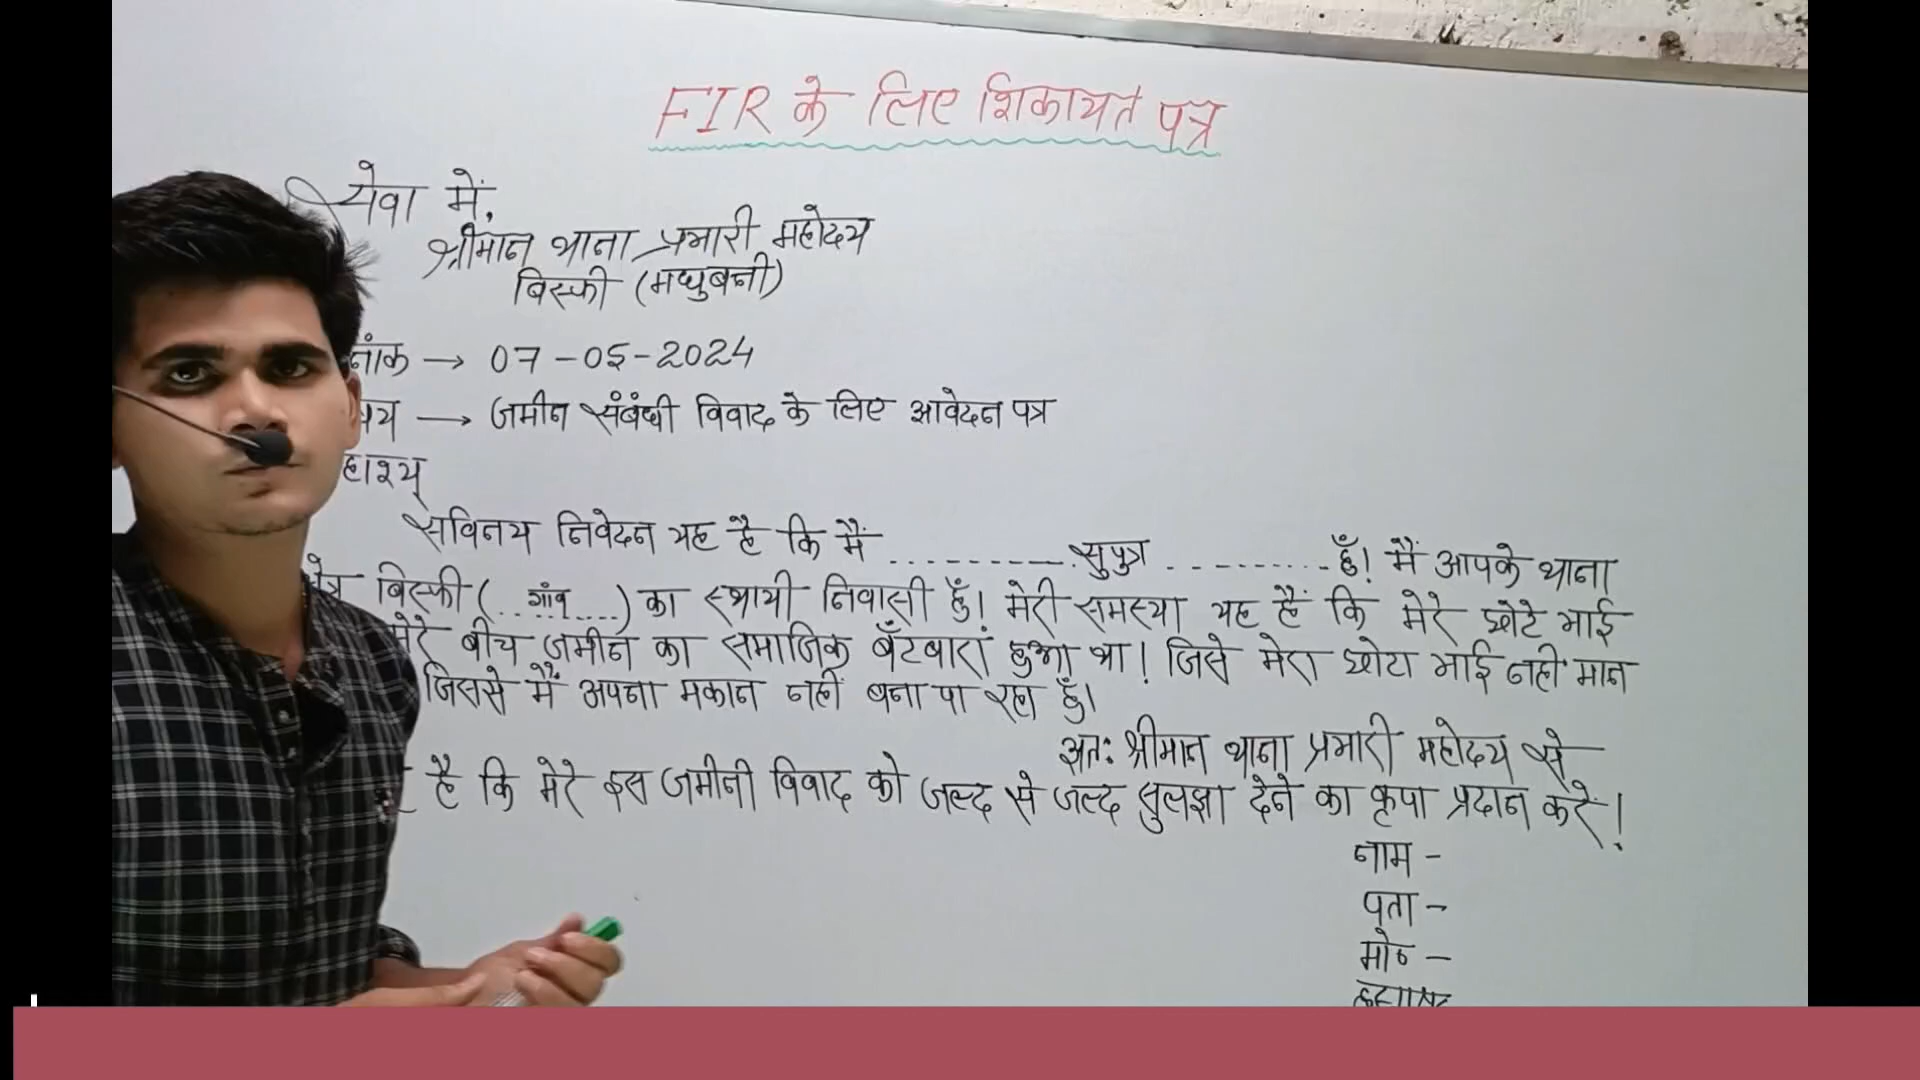 FIR के लिए शिकायत पत्र
सेवा में,
श्रीमान थाना प्रभारी महोदय
बिस्फी (मधुबनी)
नांक → 07-05-2024
षय → जमीन संबंधी विवाद के लिए आवेदन पत्र
हाश्य्
सविनय निवेदन यह है कि मैं ............ सुपुत्र ............ हूँ! मैं आपके थाना
बिस्फी (...गांव....) का स्थायी निवासी हूँ! मेरी समस्या यह हैं कि मेरे छोटे भाई
मेरे बीच जमीन का समाजिक बँटबारां हुआ था! जिसे मेरा छोटा भाई नही मान
जिससे मैं अपना मकान नहीं बना पा रहा हूँ।
अतः श्रीमान थाना प्रभारी महोदय से
है कि मेरे इस जमीनी विवाद को जल्द से जल्द सुलझा देने का कृपा प्रदान करें!
नाम -
पता -
मो० -